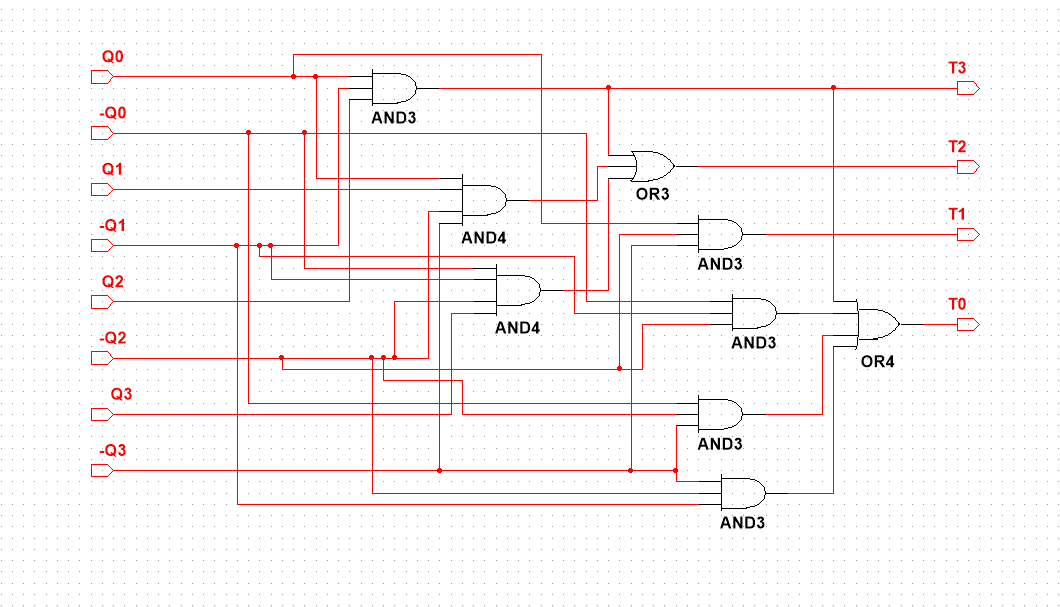 Q0
T3
-Q0
AND3
T2
Q1
OR3
T1
-Q1
AND4
AND3
Q2
T0
-Q2
AND4
AND3
OR4
Q3
-Q3
AND3
AND3